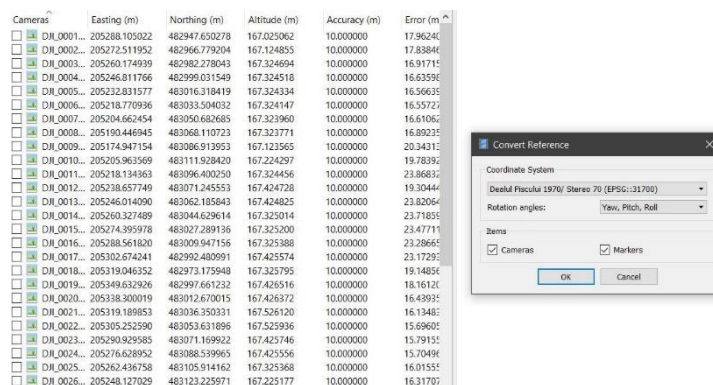 Cameras Easting (m) Northing (m) Altitude (m) Accuracy (m) Error (m)
DJI_0001... 205288.105022 482947.650278 167.025062 10.000000 17.96240
DJI_0002... 205272.511952 482966.779204 167.124855 10.000000 17.83846
DJI_0003... 205260.174939 482982.278043 167.324694 10.000000 16.91715
DJI_0004... 205246.811766 482999.031549 167.324518 10.000000 16.63598
DJI_0005... 205232.831577 483016.318419 167.324334 10.000000 16.56639
DJI_0006... 205218.770936 483033.504032 167.324147 10.000000 16.55727
DJI_0007... 205204.662454 483050.682685 167.323960 10.000000 16.61062
DJI_0008... 205190.446945 483068.110723 167.323771 10.000000 16.89235
DJI_0009... 205174.947154 483086.913953 167.123565 10.000000 20.34313
DJI_0010... 205205.963569 483111.928420 167.224297 10.000000 19.78392
DJI_0011... 205218.134363 483096.400250 167.324456 10.000000 23.86832
DJI_0012... 205238.657749 483071.245553 167.424728 10.000000 19.30444
DJI_0013... 205246.014090 483062.185843 167.424825 10.000000 23.82064
DJI_0014... 205260.327489 483044.629614 167.325014 10.000000 23.71859
DJI_0015... 205274.395978 483027.289136 167.325200 10.000000 23.47711
DJI_0016... 205288.561820 483009.947156 167.325388 10.000000 23.28665
DJI_0017... 205302.674241 482992.480991 167.425574 10.000000 23.17293
DJI_0018... 205319.046352 482973.175948 167.325795 10.000000 19.14856
DJI_0019... 205349.632926 482997.661232 167.426516 10.000000 18.16120
DJI_0020... 205338.300019 483012.670015 167.426372 10.000000 16.43935
DJI_0021... 205319.189853 483036.350331 167.526120 10.000000 16.13483
DJI_0022... 205305.252590 483053.631896 167.525936 10.000000 15.69605
DJI_0023... 205290.929585 483071.169922 167.425746 10.000000 15.79155
DJI_0024... 205276.628952 483088.539965 167.425556 10.000000 15.70496
DJI_0025... 205262.436758 483105.914162 167.325368 10.000000 16.01555
DJI_0026... 205248.127029 483123.225971 167.225177 10.000000 16.31707
Convert Reference
Coordinate System
Dealul Piscului 1970/ Stereo 70 (EPSG::31700)
Rotation angles: Yaw, Pitch, Roll
Items
Cameras Markers
OK Cancel